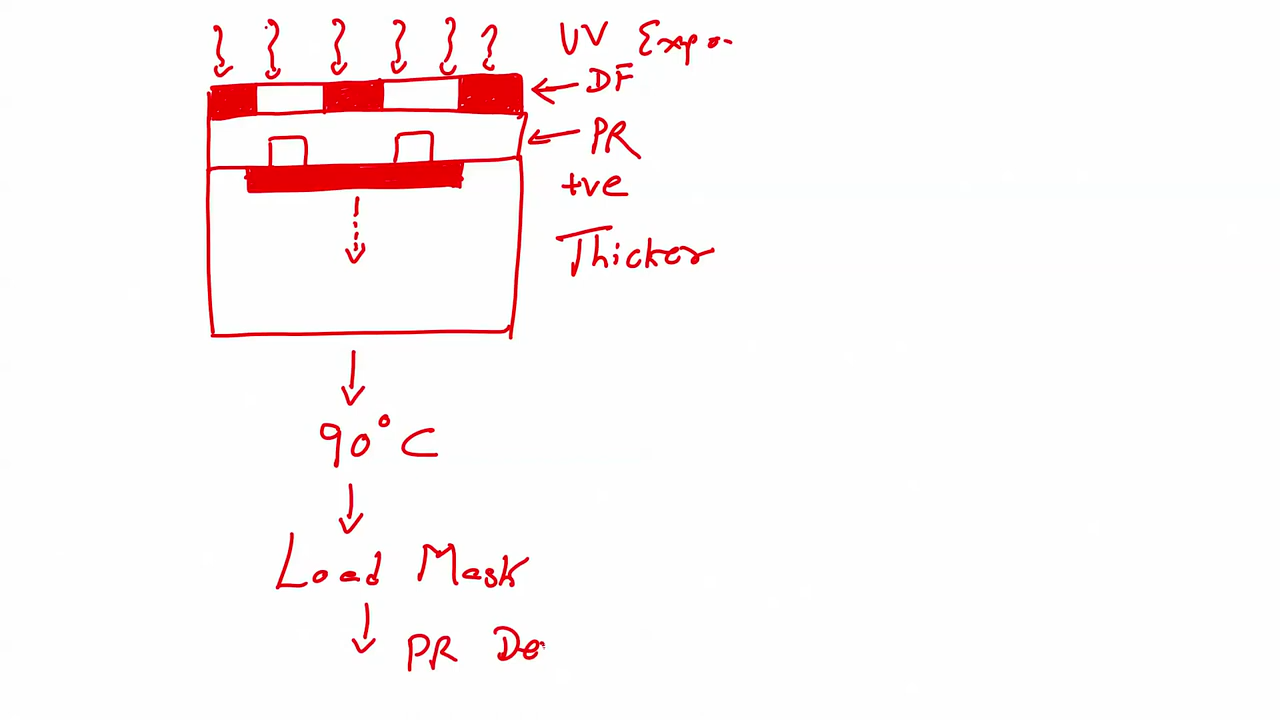 UV Expo
DF
PR
+ve
Thicker
90°C
Load Mask
PR De